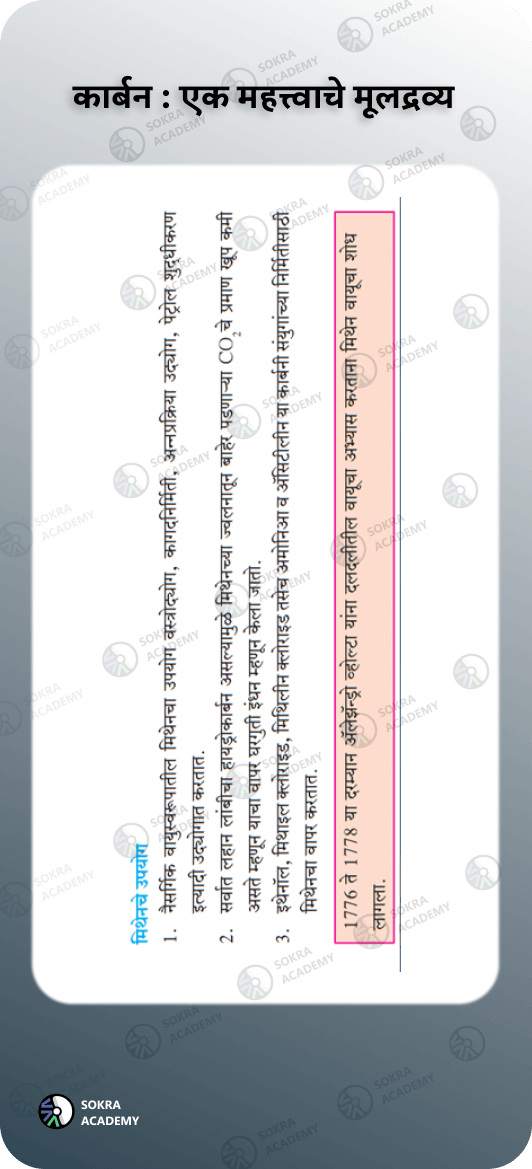 कार्बन : एक महत्त्वाचे मूलद्रव्य
मिथेनचे उपयोग
1. नैसर्गिक वायुस्वरूपातील मिथेनचा उपयोग वस्त्रोद्योग, कागदनिर्मिती, अन्नप्रक्रिया उद्योग, पेट्रोल शुद्धीकरण
इत्यादी उद्योगात करतात.
2. सर्वात लहान लांबीचा हायड्रोकार्बन असल्यामुळे मिथेनच्या ज्वलनातून बाहेर पडणाऱ्या CO₂चे प्रमाण खूप कमी
असते म्हणून याचा वापर घरगुती इंधन म्हणून केला जातो.
3. इथेनॉल, मिथाइल क्लोराइड, मिथिलीन क्लोराइड तसेच अमोनिआ व ॲसिटीलीन या कार्बनी संयुगांच्या निर्मितीसाठी
मिथेनचा वापर करतात.
1776 ते 1778 या दरम्यान ॲलेझॅन्ड्रो व्होल्टा यांना दलदलीतील वायूचा अभ्यास करताना मिथेन वायूचा शोध
लागला.
SOKRA
ACADEMY